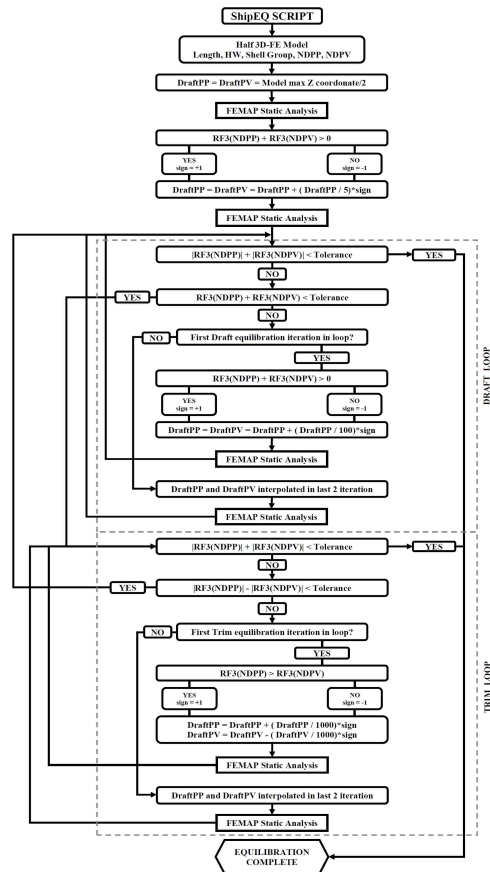 ShipEQ SCRIPT
Half 3D-FE Model
Length, HW, Shell Group, NDPP, NDPV
DraftPP = DraftPV = Model max Z coordonate/2
FEMAP Static Analysis
RF3(NDPP) + RF3(NDPV) > 0
YES
sign = +1
NO
sign = -1
DraftPP = DraftPV = DraftPP + ( DraftPP / 5)*sign
FEMAP Static Analysis
|RF3(NDPP)| + |RF3(NDPV)| < Tolerance
YES
NO
YES
RF3(NDPP) + RF3(NDPV) < Tolerance
NO
NO
First Draft equilibration iteration in loop?
YES
RF3(NDPP) + RF3(NDPV) > 0
YES
sign = +1
NO
sign = -1
DraftPP = DraftPV = DraftPP + ( DraftPP / 100)*sign
FEMAP Static Analysis
DraftPP and DraftPV interpolated in last 2 iteration
FEMAP Static Analysis
DRAFT LOOP
|RF3(NDPP)| + |RF3(NDPV)| < Tolerance
YES
NO
YES
|RF3(NDPP)| - |RF3(NDPV)| < Tolerance
NO
NO
First Trim equilibration iteration in loop?
YES
RF3(NDPP) > RF3(NDPV)
YES
sign = +1
NO
sign = -1
DraftPP = DraftPP + ( DraftPP / 1000)*sign
DraftPV = DraftPV - ( DraftPV / 1000)*sign
FEMAP Static Analysis
DraftPP and DraftPV interpolated in last 2 iteration
FEMAP Static Analysis
TRIM LOOP
EQUILIBRATION
COMPLETE